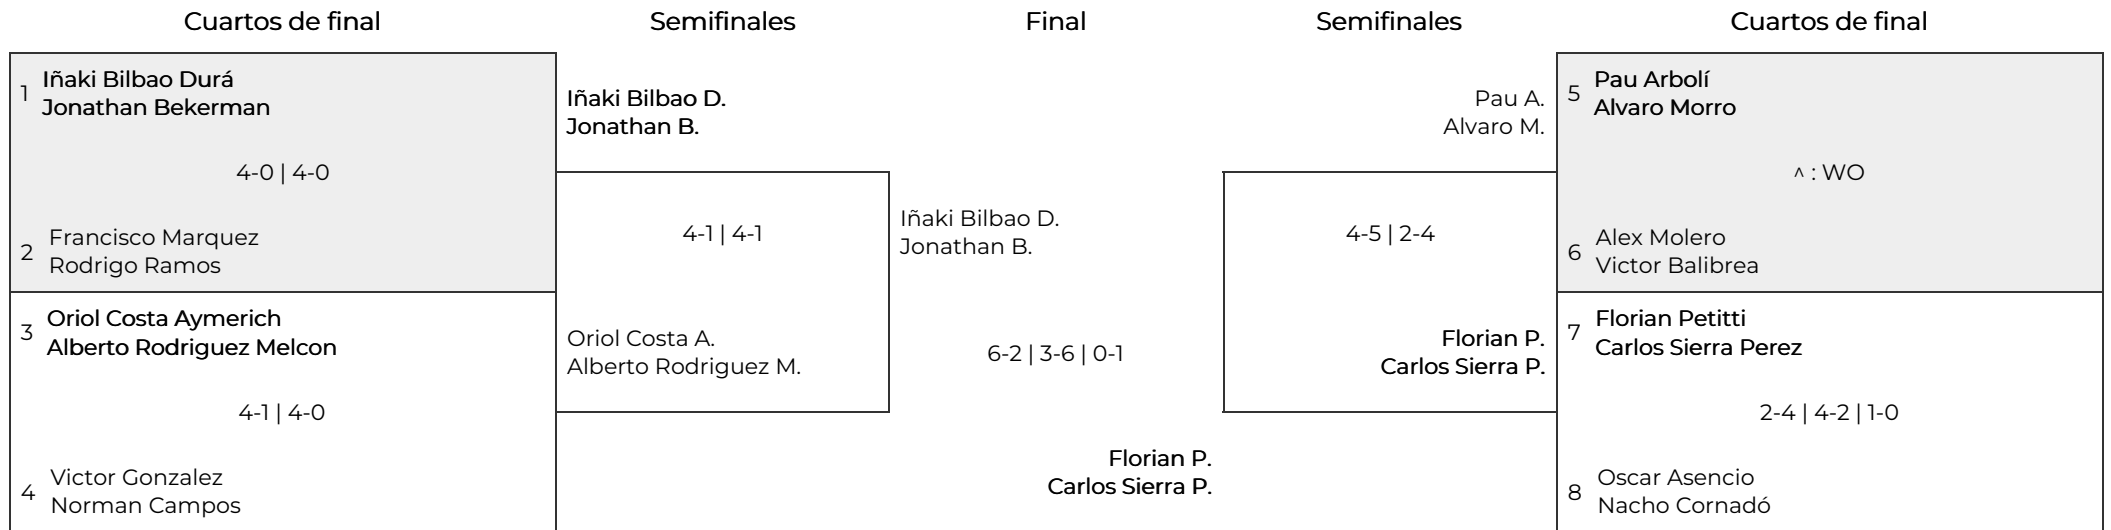 Cuartos de final
Semifinales
Final
Semifinales
Cuartos de final
1
Iñaki Bilbao Durá
Jonathan Bekerman
4-0 | 4-0
2
Francisco Marquez
Rodrigo Ramos
3
Oriol Costa Aymerich
Alberto Rodriguez Melcon
4-1 | 4-0
4
Victor Gonzalez
Norman Campos
Iñaki Bilbao D.
Jonathan B.
4-1 | 4-1
Oriol Costa A.
Alberto Rodriguez M.
Iñaki Bilbao D.
Jonathan B.
6-2 | 3-6 | 0-1
Florian P.
Carlos Sierra P.
Pau A.
Alvaro M.
4-5 | 2-4
Florian P.
Carlos Sierra P.
5
Pau Arbolí
Alvaro Morro
^ : WO
6
Alex Molero
Victor Balibrea
7
Florian Petitti
Carlos Sierra Perez
2-4 | 4-2 | 1-0
8
Oscar Asencio
Nacho Cornadó